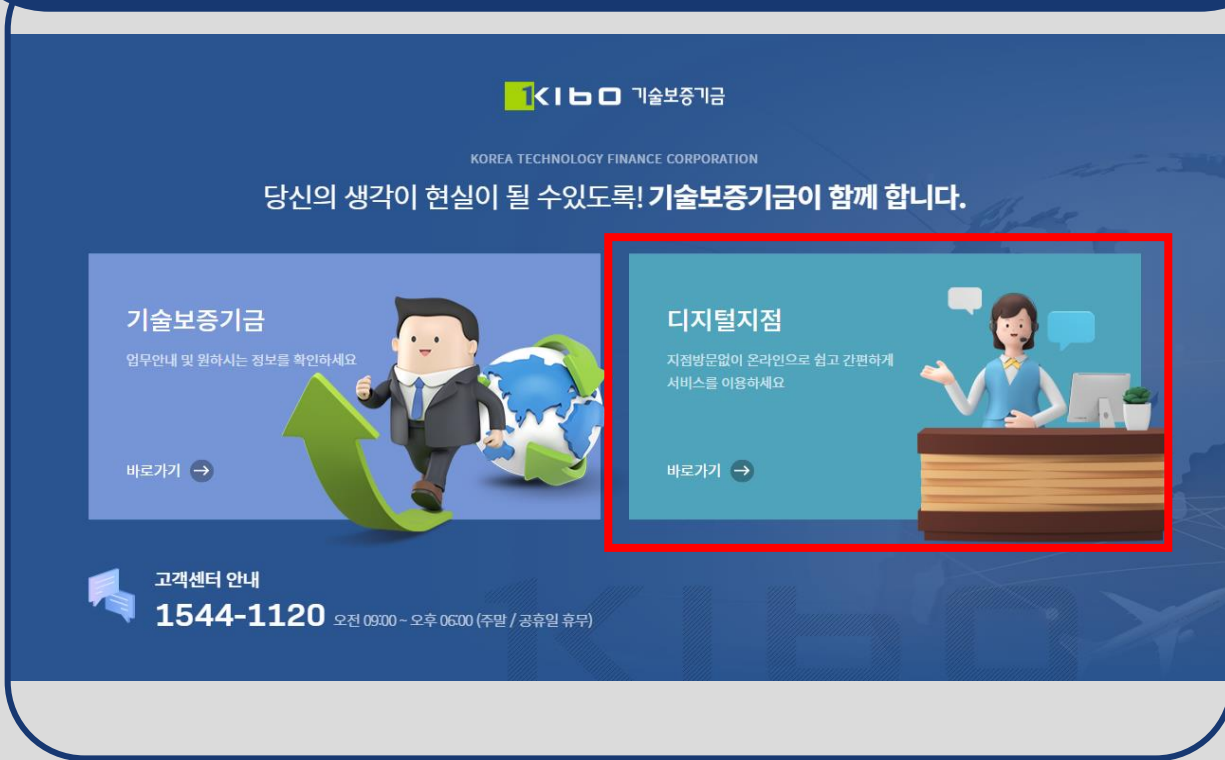 KIBO 기술보증기금
KOREA TECHNOLOGY FINANCE CORPORATION
당신의 생각이 현실이 될 수있도록! 기술보증기금이 함께 합니다.
기술보증기금
업무안내 및 원하시는 정보를 확인하세요
바로가기
디지털지점
지점방문없이 온라인으로 쉽고 간편하게
서비스를 이용하세요
바로가기
고객센터 안내
1544-1120 오전 09:00 ~ 오후 06:00 (주말 / 공휴일 휴무)
KIBO